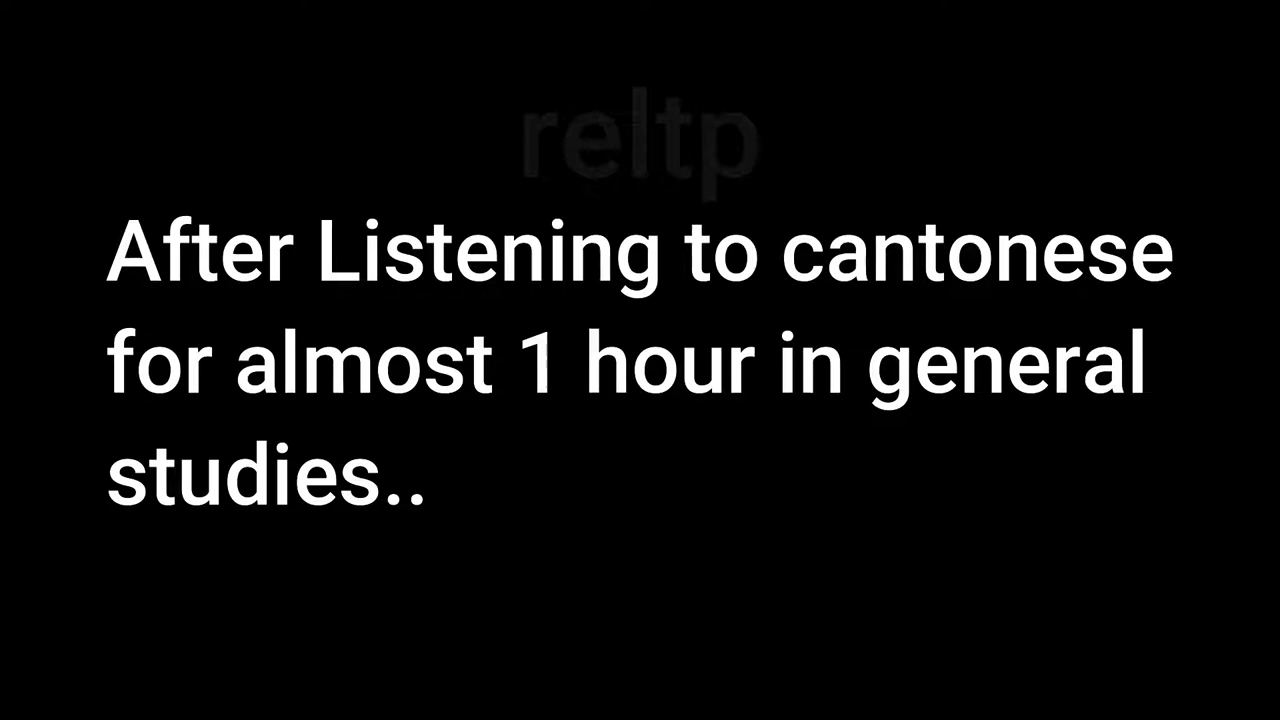 reltp
After Listening to cantonese
for almost 1 hour in general
studies..